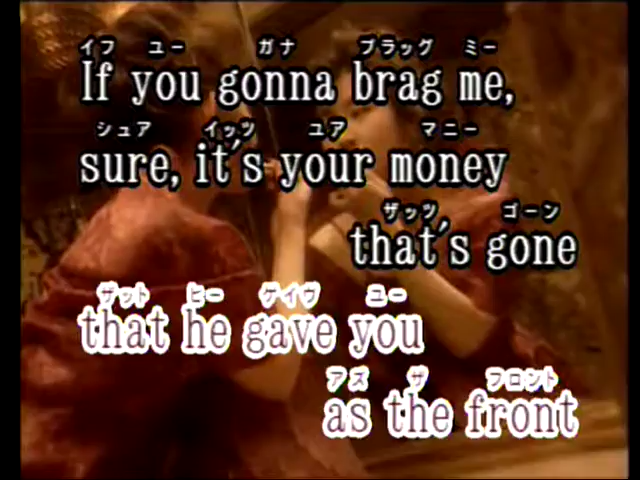 イフ ユー ガナ ブラッグ ミー
If you gonna brag me,
シュア イッツ ユア マニー
sure, it's your money
ザッツ ゴーン
that's gone
ザット ヒー ケイヴ ユー
that he gave you
アズ ザ フロント
as the front